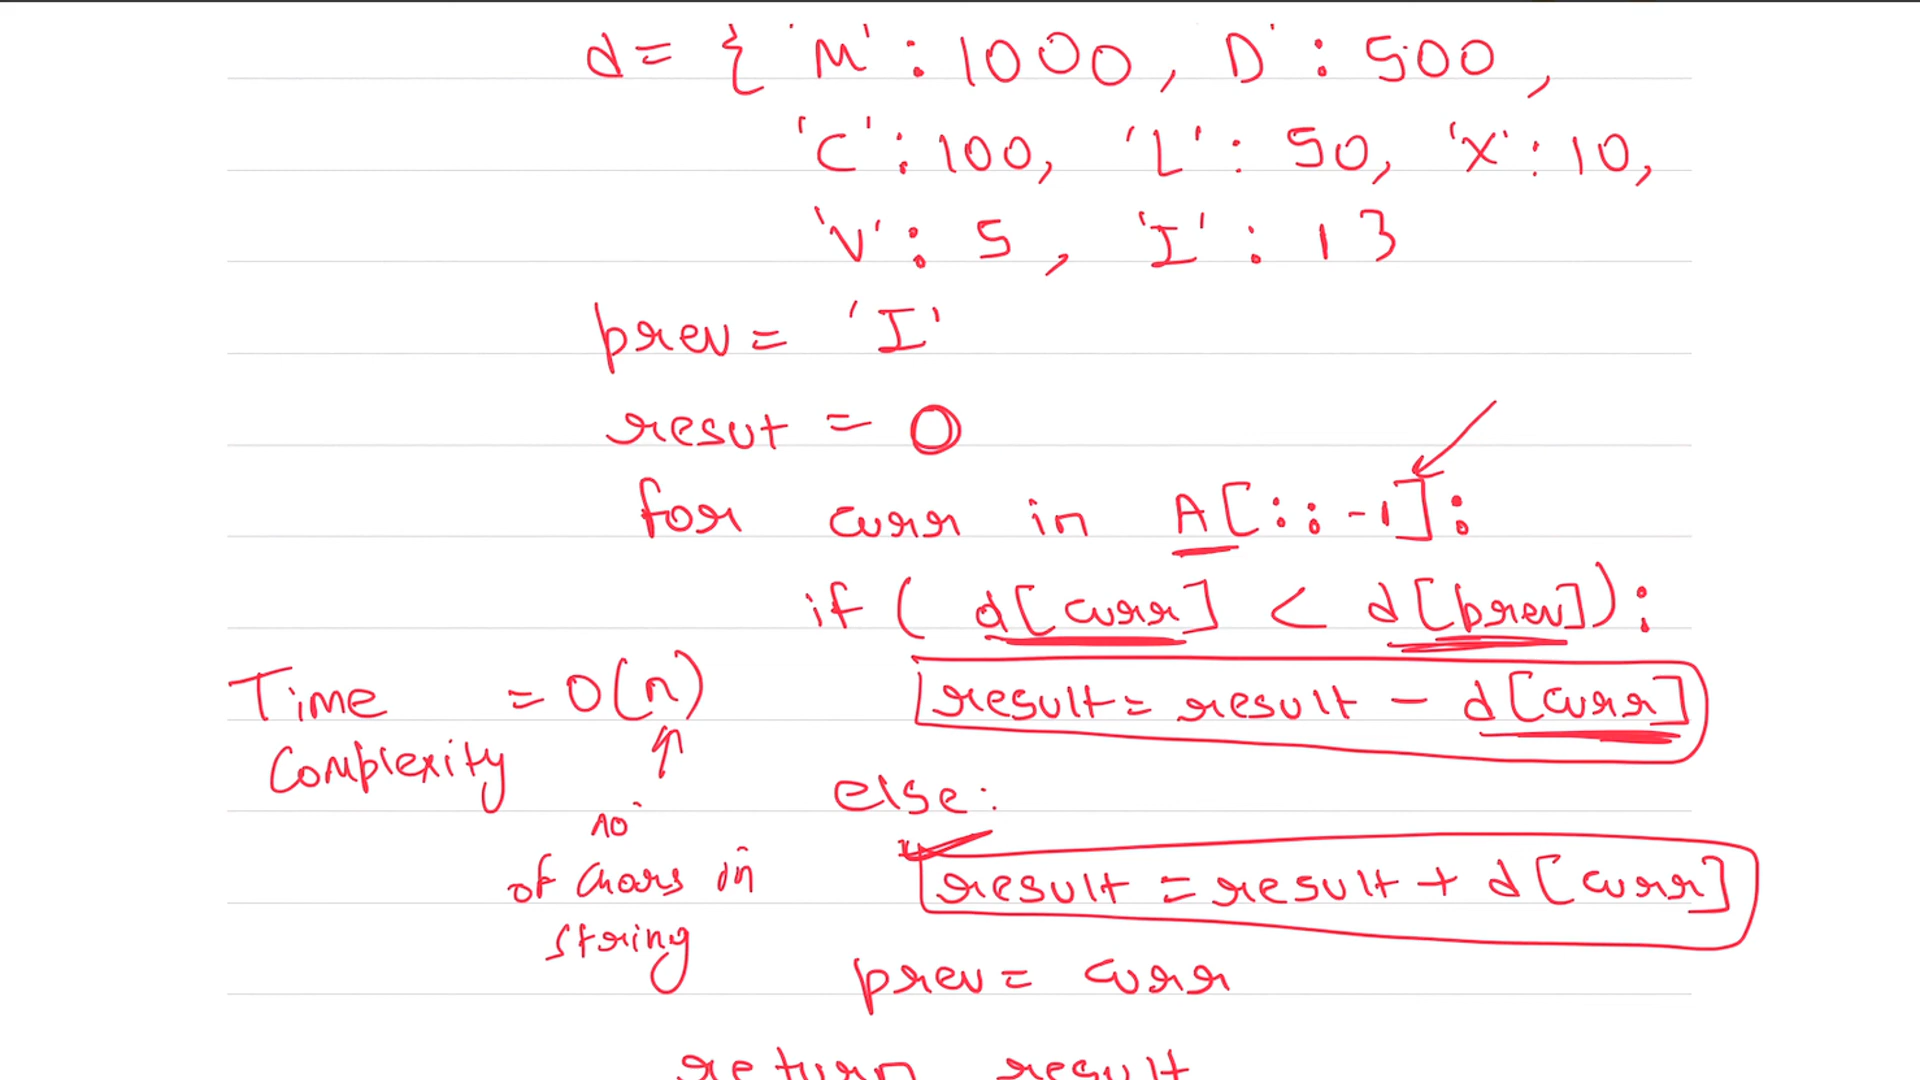 d = { 'M' : 1000, D' : 500,
'C' : 100, 'L' : 50, 'X' : 10,
'V' : 5, 'I' : 1 }
prev = 'I'
resut = 0
for curr in A[::-1]:
if ( d[curr] < d[prev]):
result = result - d[curr]
else:
result = result + d[curr]
prev = curr
return result
Time = O(n)
Complexity
no
of chars in
string